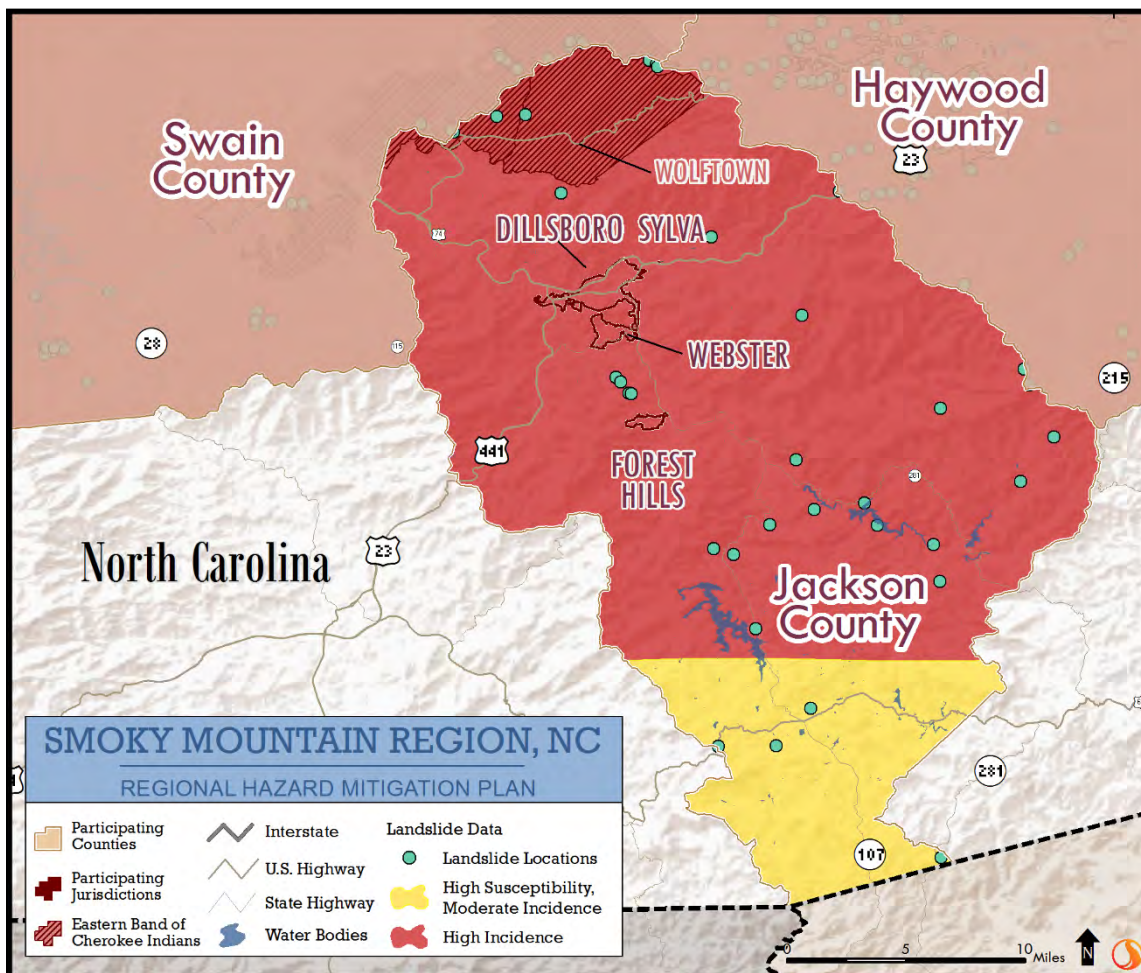 Swain
County
Haywood
County
23
WOLFTOWN
DILLSBORO SYLVA
74
28
115
WEBSTER
215
441
FOREST
HILLS
281
North Carolina
23
Jackson
County
281
107
SMOKY MOUNTAIN REGION, NC
REGIONAL HAZARD MITIGATION PLAN
Participating
Counties
Participating
Jurisdictions
Eastern Band of
Cherokee Indians
Interstate
U.S. Highway
State Highway
Water Bodies
Landslide Data
Landslide Locations
High Susceptibility,
Moderate Incidence
High Incidence
0 5 10
Miles
N